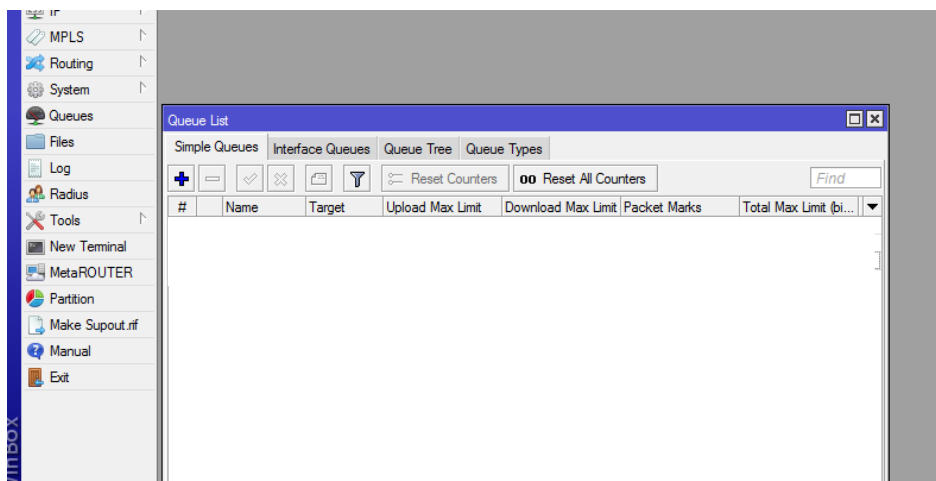 IP
MPLS
Routing
System
Queues
Files
Log
Radius
Tools
New Terminal
MetaROUTER
Partition
Make Supout.rif
Manual
Exit
Queue List
Simple Queues Interface Queues Queue Tree Queue Types
Reset Counters 00 Reset All Counters Find
# Name Target Upload Max Limit Download Max Limit Packet Marks Total Max Limit (bi...